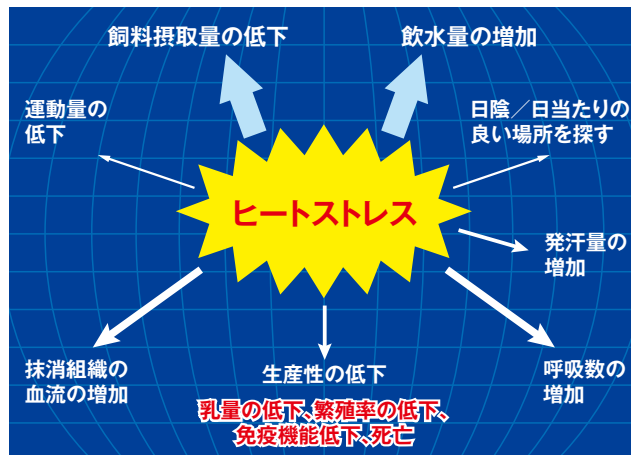 飼料摂取量の低下
飲水量の増加
運動量の
低下
日陰／日当たりの
良い場所を探す
ヒートストレス
発汗量の
増加
抹消組織の
血流の増加
生産性の低下
乳量の低下、繁殖率の低下、
免疫機能低下、死亡
呼吸数の
増加